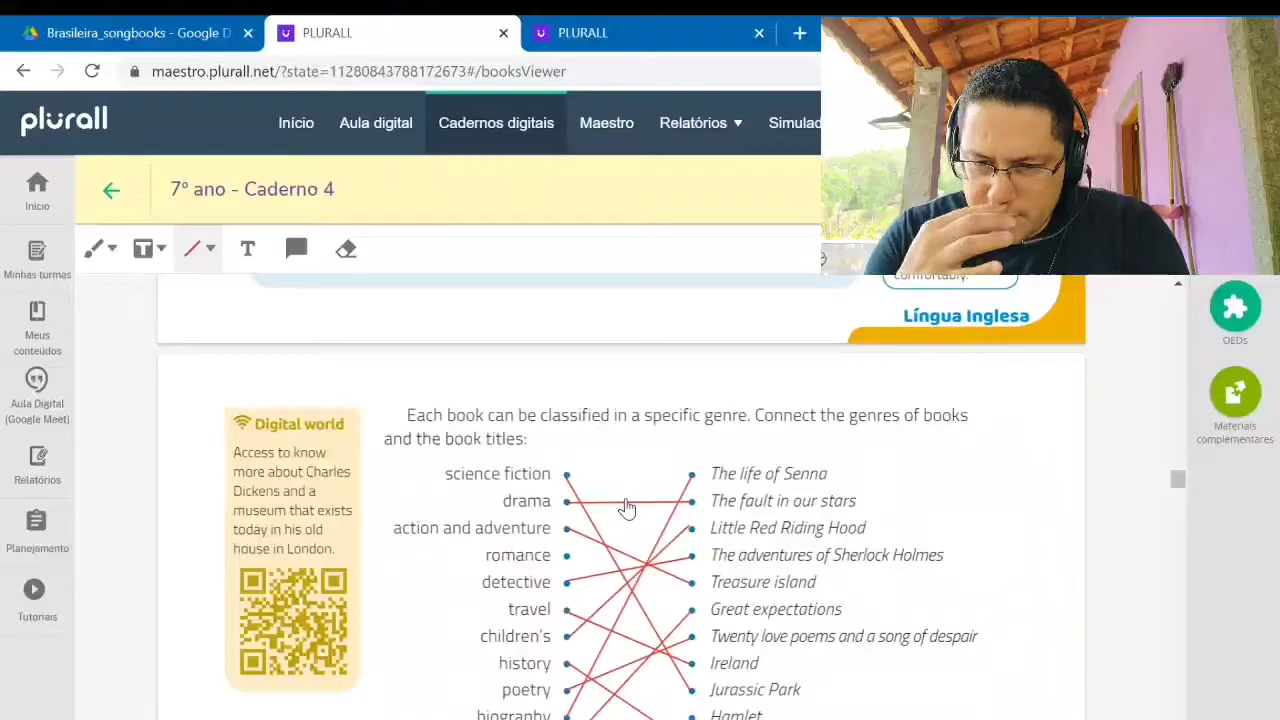 Brasileira_songbooks - Google D
PLURALL
PLURALL
maestro.plurall.net/?state=11280843788172673#/booksViewer
plurall
Início
Aula digital
Cadernos digitais
Maestro
Relatórios
Simulad
7º ano - Caderno 4
Início
Minhas turmas
Meus
conteúdos
Aula Digital
(Google Meet)
Relatórios
Planejamento
Tutoriais
comfortably.
Língua Inglesa
OEDs
Materiais
complementares
Digital world
Access to know
more about Charles
Dickens and a
museum that exists
today in his old
house in London.
Each book can be classified in a specific genre. Connect the genres of books
and the book titles:
science fiction
The life of Senna
drama
The fault in our stars
action and adventure
Little Red Riding Hood
romance
The adventures of Sherlock Holmes
detective
Treasure island
travel
Great expectations
children's
Twenty love poems and a song of despair
history
Ireland
poetry
Jurassic Park
biography
Hamlet